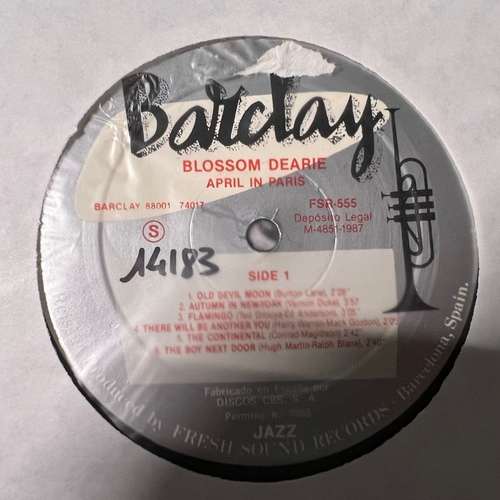 Barclay
BLOSSOM DEARIE
APRIL IN PARIS
BARCLAY 88001 74017
FSR-555
Depósito Legal
M-4851-1987
S
14183
SIDE 1
1. OLD DEVIL MOON (Burton Lane), 2'26"
2. AUTUMN IN NEWYORK (Vernon Duke), 3'57
3. FLAMINGO (Ted Grouya-Ed Anderson), 3'05"
4. THERE WILL BE ANOTHER YOU (Harry Warren-Mack Gordon), 2'
5. THE CONTINENTAL (Conrad-Magidson) 2'42"
6. THE BOY NEXT DOOR (Hugh Martin-Ralph Blane), 2'40
Fabricado en España por
DISCOS CBS, S. A.
Permiso n.
JAZZ
Produced by FRESH SOUND RECORDS - Barcelona, Spain.